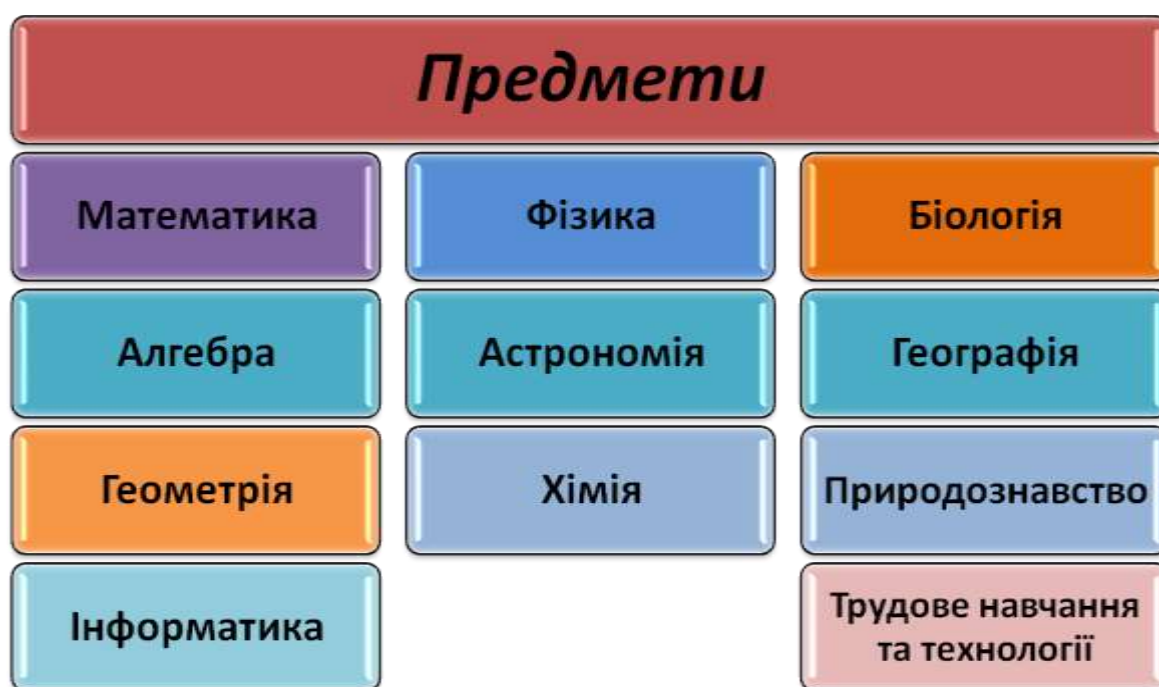 Предмети
Математика
Фізика
Біологія
Алгебра
Астрономія
Географія
Геометрія
Хімія
Природознавство
Інформатика
Трудове навчання
та технології